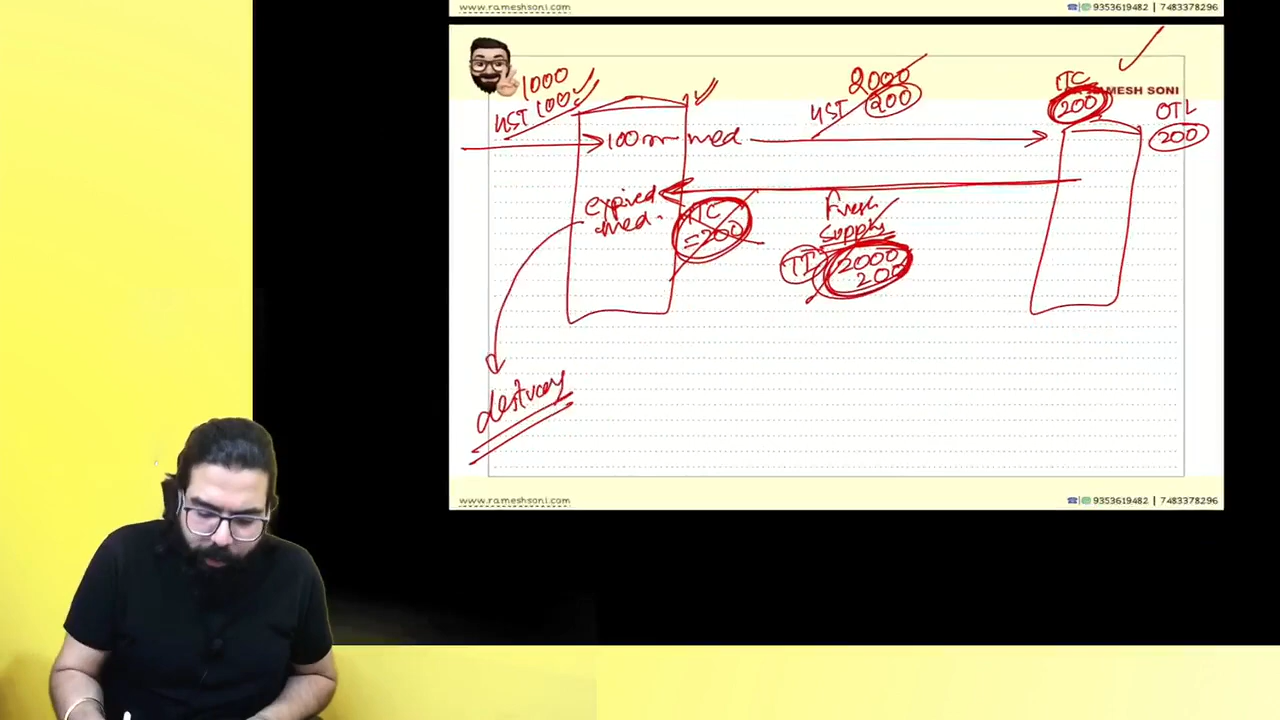 www.rameshsoni.com
9353619482 | 7483378296
RAMESH SONI
1000
GST 100
2000
GST 200
ITC
200
OTL
200
100 med
expired
med.
ITC
=200
Fresh
Supply
TI
2000
200
destroy
www.rameshsoni.com
9353619482 | 7483378296